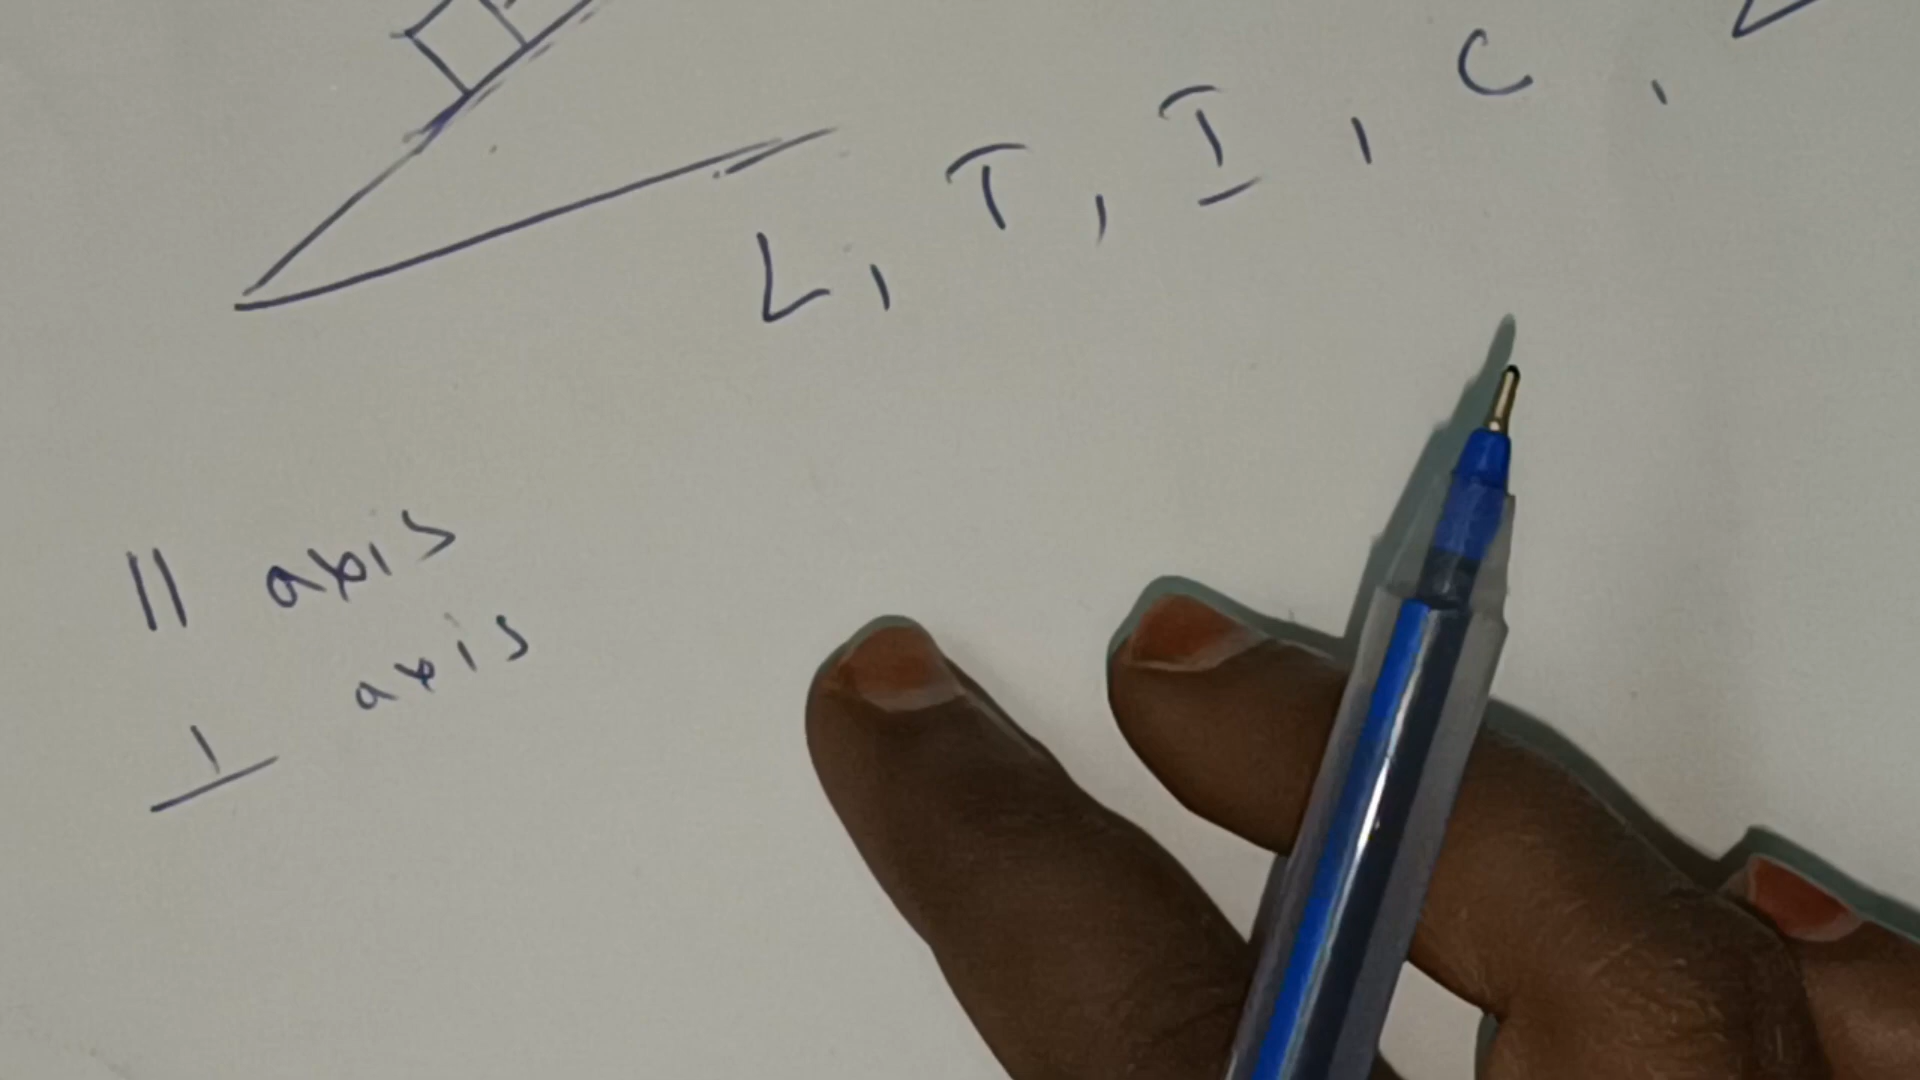 L, T, I, C,
|| axis
⊥ axis